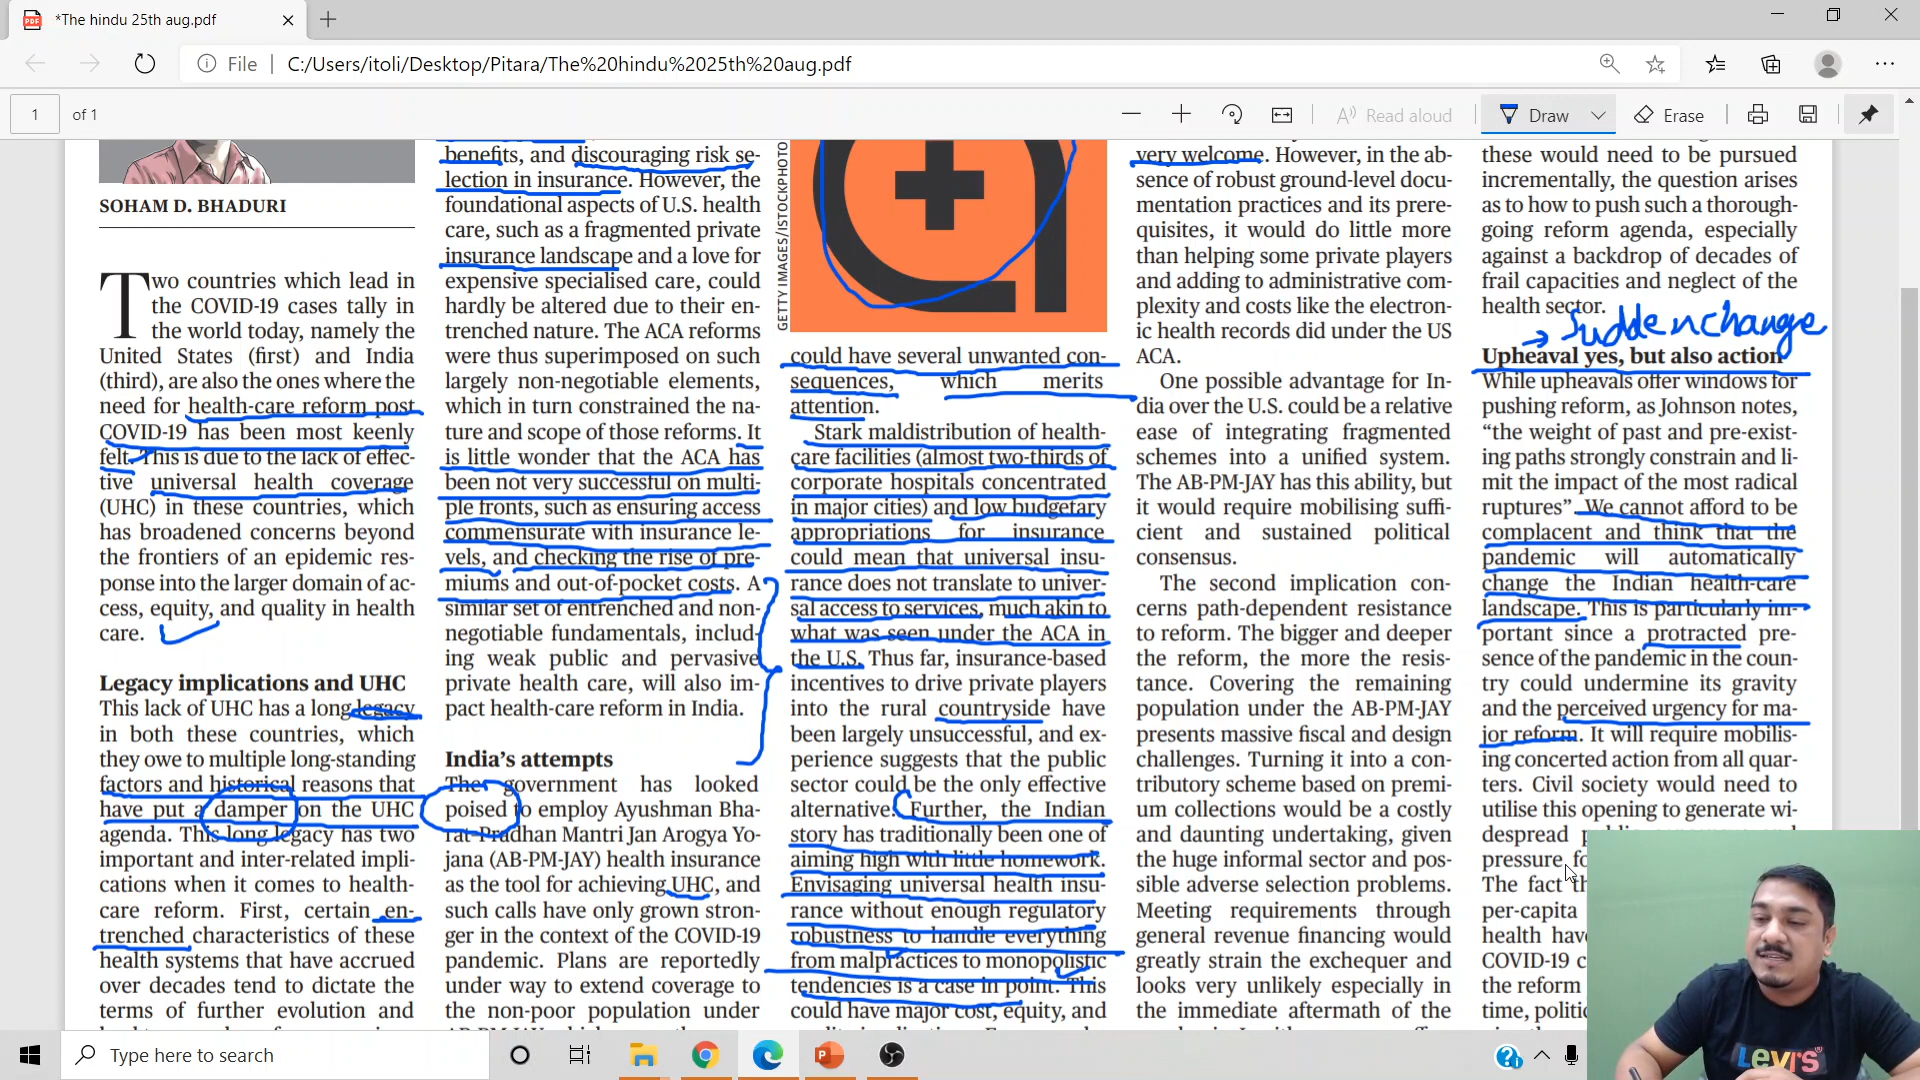 *The hindu 25th aug.pdf
File
C:/Users/itoli/Desktop/Pitara/The%20hindu%2025th%20aug.pdf
1
of 1
Read aloud
Draw
Erase
SOHAM D. BHADURI
Two countries which lead in
the COVID-19 cases tally in
the world today, namely the
United States (first) and India
(third), are also the ones where the
need for health-care reform post
COVID-19 has been most keenly
felt. This is due to the lack of effec-
tive universal health coverage
(UHC) in these countries, which
has broadened concerns beyond
the frontiers of an epidemic res-
ponse into the larger domain of ac-
cess, equity, and quality in health
care.
Legacy implications and UHC
This lack of UHC has a long legacy
in both these countries, which
they owe to multiple long-standing
factors and historical reasons that
have put a damper on the UHC
agenda. This long legacy has two
important and inter-related impli-
cations when it comes to health-
care reform. First, certain en-
trenched characteristics of these
health systems that have accrued
over decades tend to dictate the
terms of further evolution and
benefits, and discouraging risk se-
lection in insurance. However, the
foundational aspects of U.S. health
care, such as a fragmented private
insurance landscape and a love for
expensive specialised care, could
hardly be altered due to their en-
trenched nature. The ACA reforms
were thus superimposed on such
largely non-negotiable elements,
which in turn constrained the na-
ture and scope of those reforms. It
is little wonder that the ACA has
been not very successful on multi-
ple fronts, such as ensuring access
commensurate with insurance le-
vels, and checking the rise of pre-
miums and out-of-pocket costs. A
similar set of entrenched and non-
negotiable fundamentals, includ-
ing weak public and pervasive
private health care, will also im-
pact health-care reform in India.
India's attempts
The government has looked
poised to employ Ayushman Bha-
rat-Pradhan Mantri Jan Arogya Yo-
jana (AB-PM-JAY) health insurance
as the tool for achieving UHC, and
such calls have only grown stron-
ger in the context of the COVID-19
pandemic. Plans are reportedly
under way to extend coverage to
the non-poor population under
GETTY IMAGES/ISTOCKPHOTO
could have several unwanted con-
sequences, which merits
attention.
Stark maldistribution of health-
care facilities (almost two-thirds of
corporate hospitals concentrated
in major cities) and low budgetary
appropriations for insurance
could mean that universal insu-
rance does not translate to univer-
sal access to services, much akin to
what was seen under the ACA in
the U.S. Thus far, insurance-based
incentives to drive private players
into the rural countryside have
been largely unsuccessful, and ex-
perience suggests that the public
sector could be the only effective
alternative. Further, the Indian
story has traditionally been one of
aiming high with little homework.
Envisaging universal health insu-
rance without enough regulatory
robustness to handle everything
from malpractices to monopolistic
tendencies is a case in point. This
could have major cost, equity, and
very welcome. However, in the ab-
sence of robust ground-level docu-
mentation practices and its prere-
quisites, it would do little more
than helping some private players
and adding to administrative com-
plexity and costs like the electron-
ic health records did under the US
ACA.
One possible advantage for In-
dia over the U.S. could be a relative
ease of integrating fragmented
schemes into a unified system.
The AB-PM-JAY has this ability, but
it would require mobilising suffi-
cient and sustained political
consensus.
The second implication con-
cerns path-dependent resistance
to reform. The bigger and deeper
the reform, the more the resis-
tance. Covering the remaining
population under the AB-PM-JAY
presents massive fiscal and design
challenges. Turning it into a con-
tributory scheme based on premi-
um collections would be a costly
and daunting undertaking, given
the huge informal sector and pos-
sible adverse selection problems.
Meeting requirements through
general revenue financing would
greatly strain the exchequer and
looks very unlikely especially in
the immediate aftermath of the
these would need to be pursued
incrementally, the question arises
as to how to push such a thorough-
going reform agenda, especially
against a backdrop of decades of
frail capacities and neglect of the
health sector.
→ Sudden change
Upheaval yes, but also action
While upheavals offer windows for
pushing reform, as Johnson notes,
"the weight of past and pre-exist-
ing paths strongly constrain and li-
mit the impact of the most radical
ruptures". We cannot afford to be
complacent and think that the
pandemic will automatically
change the Indian health-care
landscape. This is particularly im-
portant since a protracted pre-
sence of the pandemic in the coun-
try could undermine its gravity
and the perceived urgency for ma-
jor reform. It will require mobilis-
ing concerted action from all quar-
ters. Civil society would need to
utilise this opening to generate wi-
despread
pressure
The fact
per-capita
health
COVID-19
the reform
time,
Levi's
Type here to search